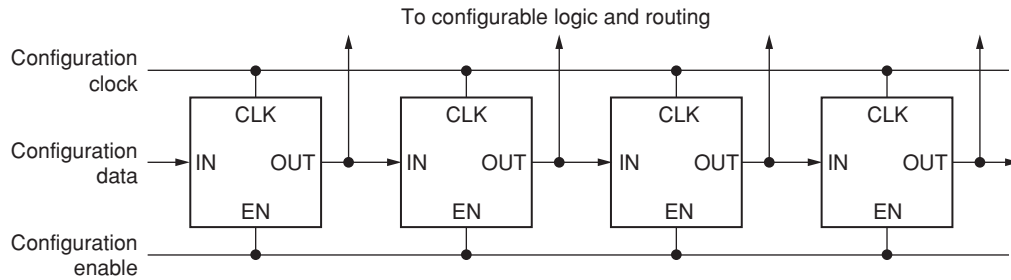 To configurable logic and routing
Configuration
clock
CLK
CLK
CLK
CLK
Configuration
data
IN
OUT
IN
OUT
IN
OUT
IN
OUT
EN
EN
EN
EN
Configuration
enable